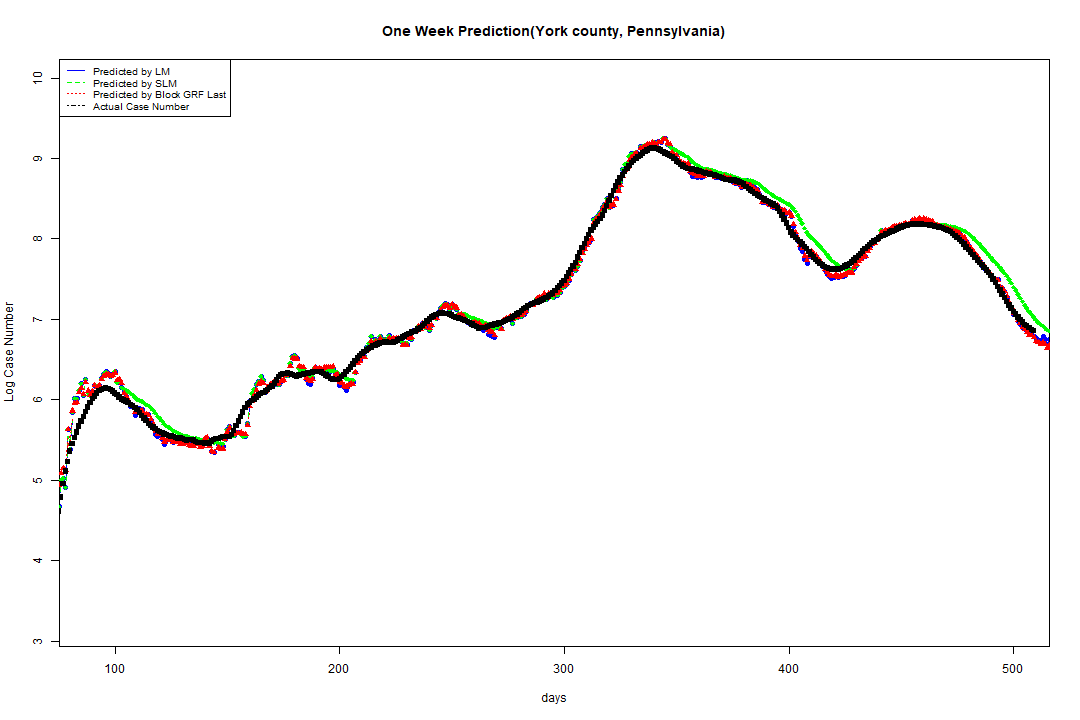 One Week Prediction(York county, Pennsylvania)
Predicted by LM
Predicted by SLM
Predicted by Block GRF Last
Actual Case Number
10
9
8
7
6
5
4
3
Log Case Number
100 200 300 400 500
days